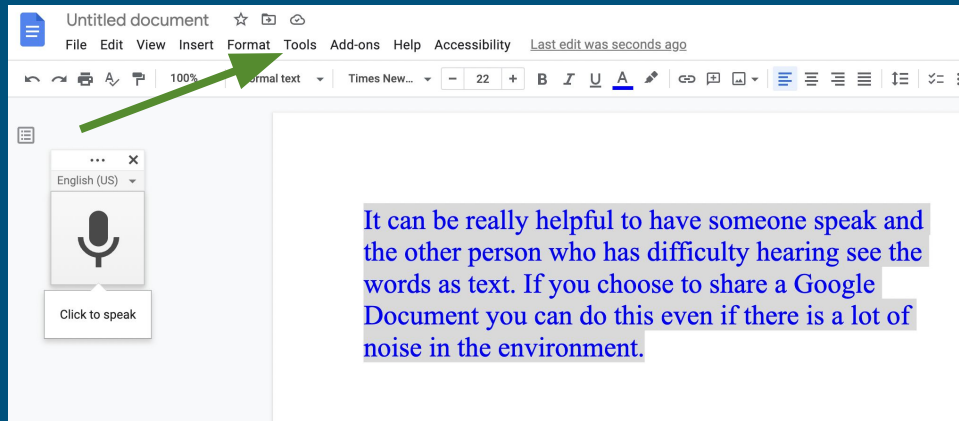 Untitled document
File Edit View Insert Format Tools Add-ons Help Accessibility Last edit was seconds ago
100% mal text Times New... − 22 + B I U A
English (US)
Click to speak
It can be really helpful to have someone speak and
the other person who has difficulty hearing see the
words as text. If you choose to share a Google
Document you can do this even if there is a lot of
noise in the environment.